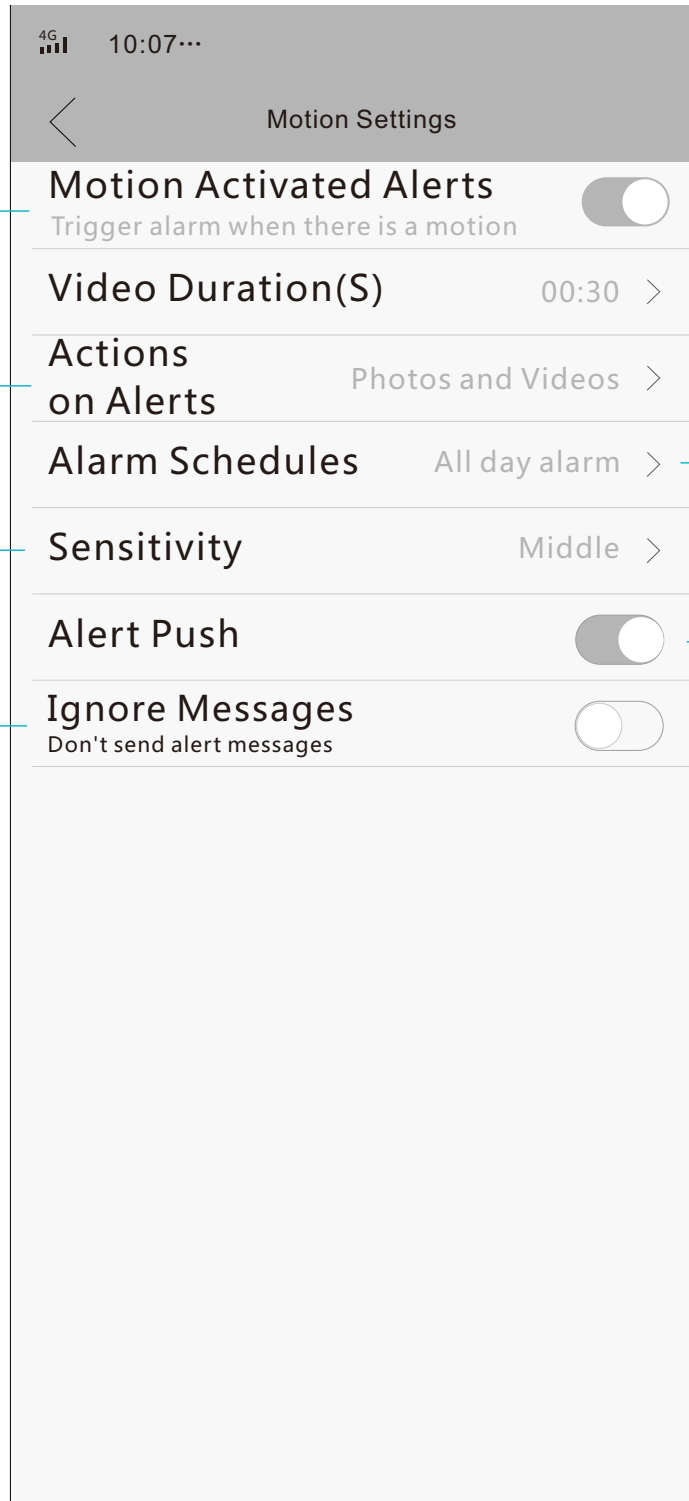 4G 10:07···
Motion Settings
Motion Activated Alerts
Trigger alarm when there is a motion
Video Duration(S) 00:30
Actions
on Alerts Photos and Videos
Alarm Schedules All day alarm
Sensitivity Middle
Alert Push
Ignore Messages
Don't send alert messages